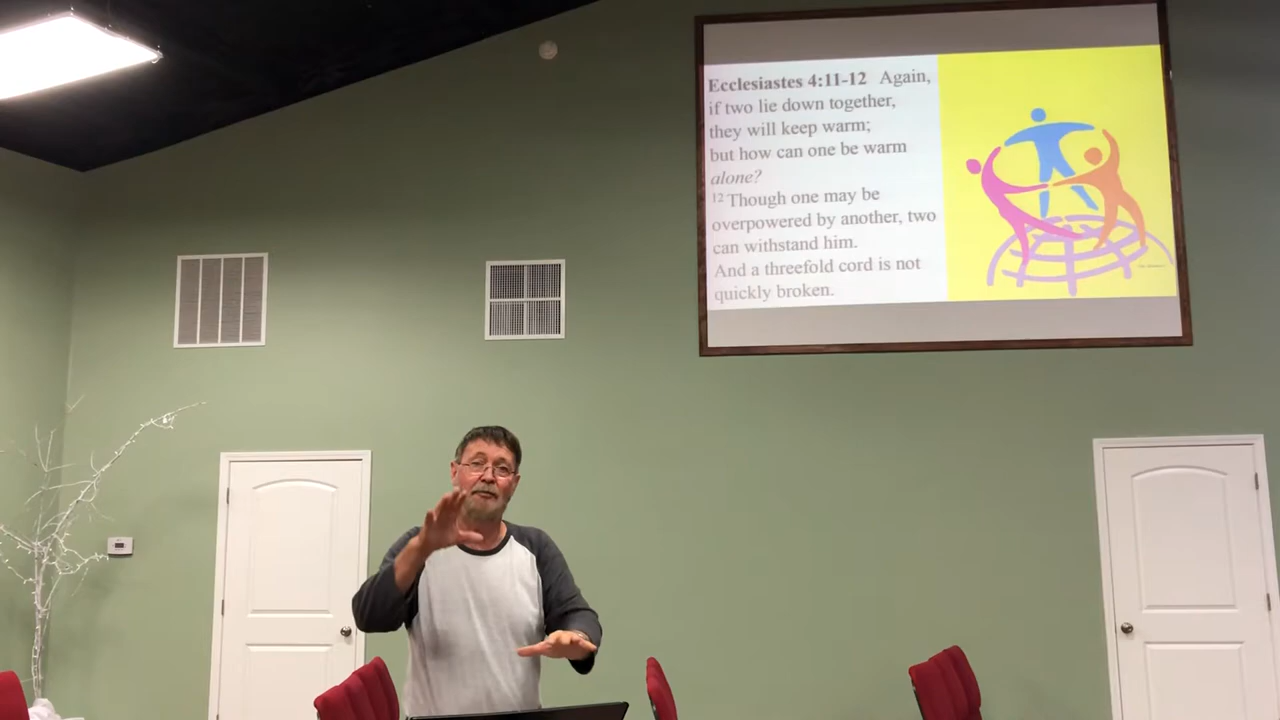 Ecclesiastes 4:11-12 Again,
if two lie down together,
they will keep warm;
but how can one be warm
alone?
12 Though one may be
overpowered by another, two
can withstand him.
And a threefold cord is not
quickly broken.